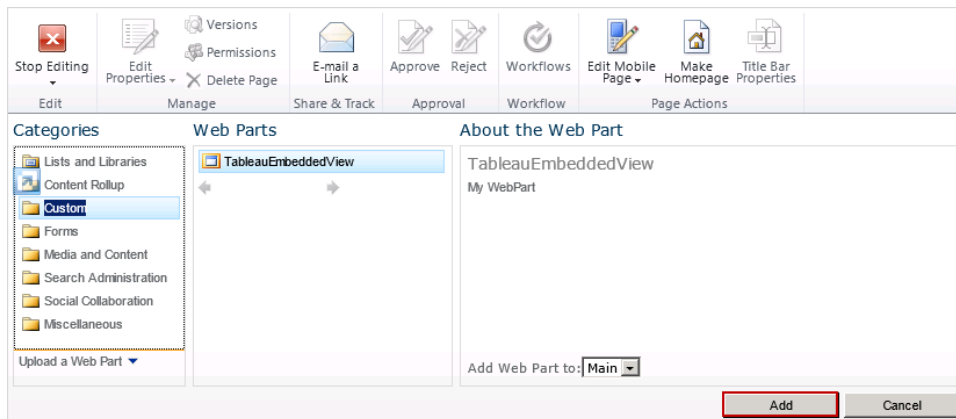 Stop Editing
Edit
Properties
Versions
Permissions
Delete Page
E-mail a
Link
Approve
Reject
Workflows
Edit Mobile
Page
Make
Homepage
Title Bar
Properties
Edit
Manage
Share & Track
Approval
Workflow
Page Actions
Categories
Lists and Libraries
Content Rollup
Custom
Forms
Media and Content
Search Administration
Social Collaboration
Miscellaneous
Upload a Web Part
Web Parts
TableauEmbeddedView
About the Web Part
TableauEmbeddedView
My WebPart
Add Web Part to: Main
Add
Cancel